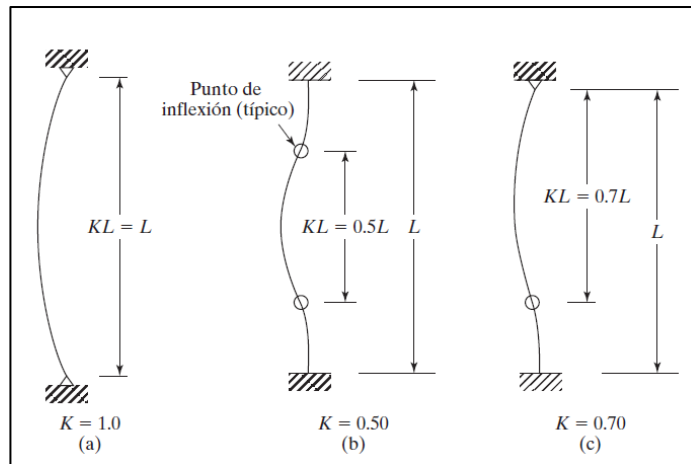 Punto de
inflexión (típico)
KL = L
KL = 0.5L
L
KL = 0.7L
L
K = 1.0
(a)
K = 0.50
(b)
K = 0.70
(c)